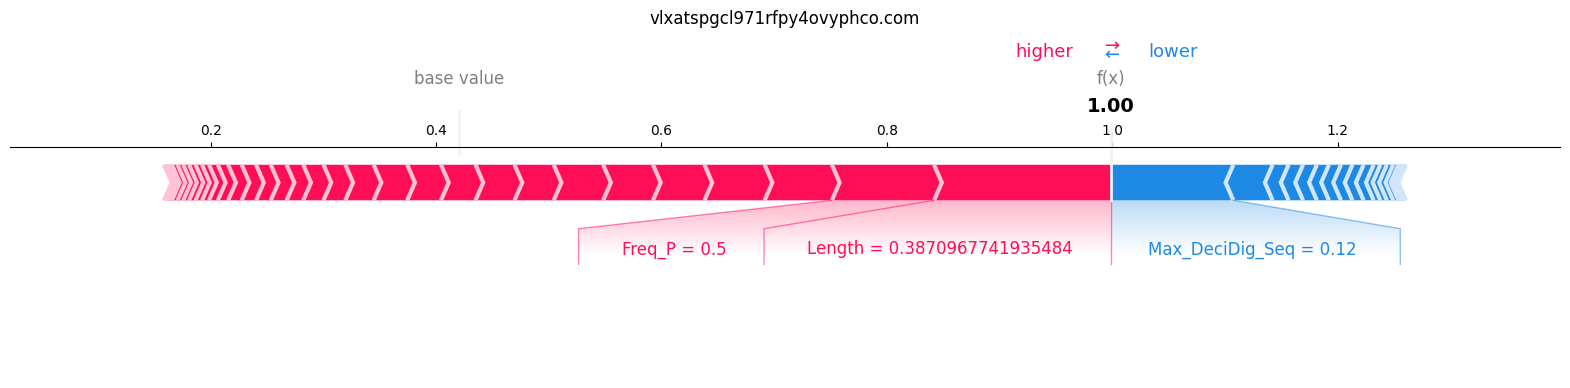 vlxatspgcl971rfpy4ovyphco.com
higher ⇄ lower
base value f(x)
1.00
0.2 0.4 0.6 0.8 1.0 1.2
Freq_P = 0.5 Length = 0.3870967741935484 Max_DeciDig_Seq = 0.12